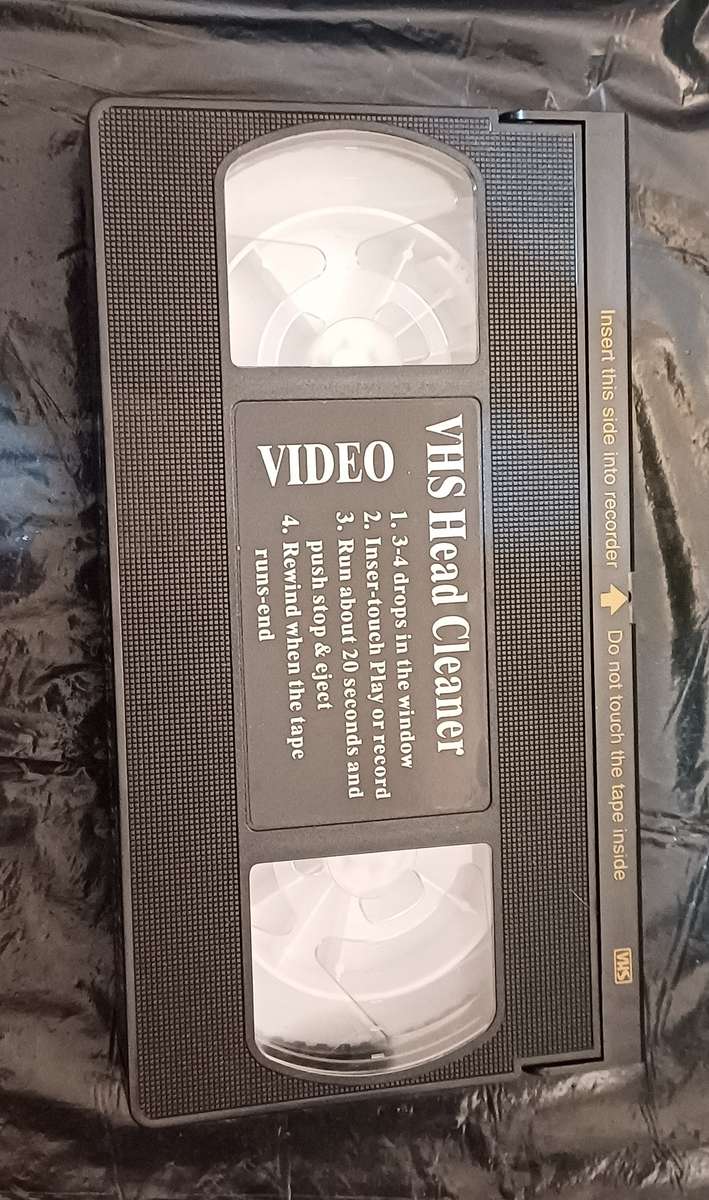 Insert this side into recorder Do not touch the tape inside
VHS
VHS Head Cleaner
VIDEO
1. 3-4 drops in the window
2. Inser-touch Play or record
3. Run about 20 seconds and
push stop & eject
4. Rewind when the tape
runs-end